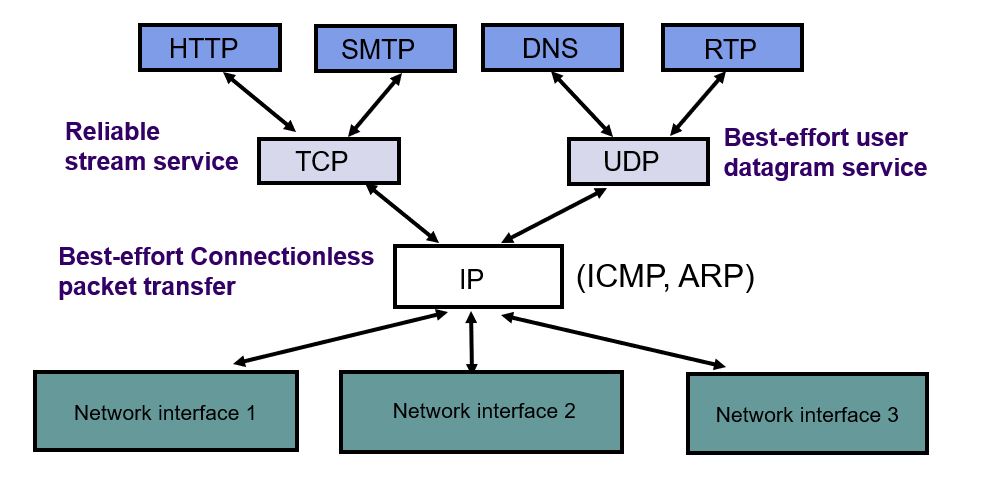 HTTP
SMTP
DNS
RTP
Reliable
stream service
TCP
UDP
Best-effort user
datagram service
Best-effort Connectionless
packet transfer
IP
(ICMP, ARP)
Network interface 1
Network interface 2
Network interface 3